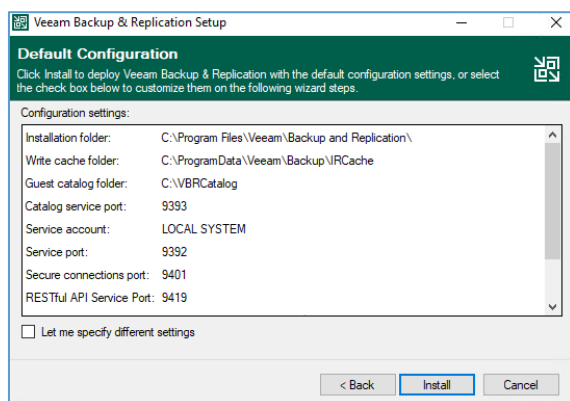 Veeam Backup & Replication Setup
Default Configuration
Click Install to deploy Veeam Backup & Replication with the default configuration settings, or select
the check box below to customize them on the following wizard steps.
Configuration settings:
Installation folder: C:\Program Files\Veeam\Backup and Replication\
Write cache folder: C:\ProgramData\Veeam\Backup\IRCache
Guest catalog folder: C:\VBRCatalog
Catalog service port: 9393
Service account: LOCAL SYSTEM
Service port: 9392
Secure connections port: 9401
RESTful API Service Port: 9419
Let me specify different settings
< Back Install Cancel